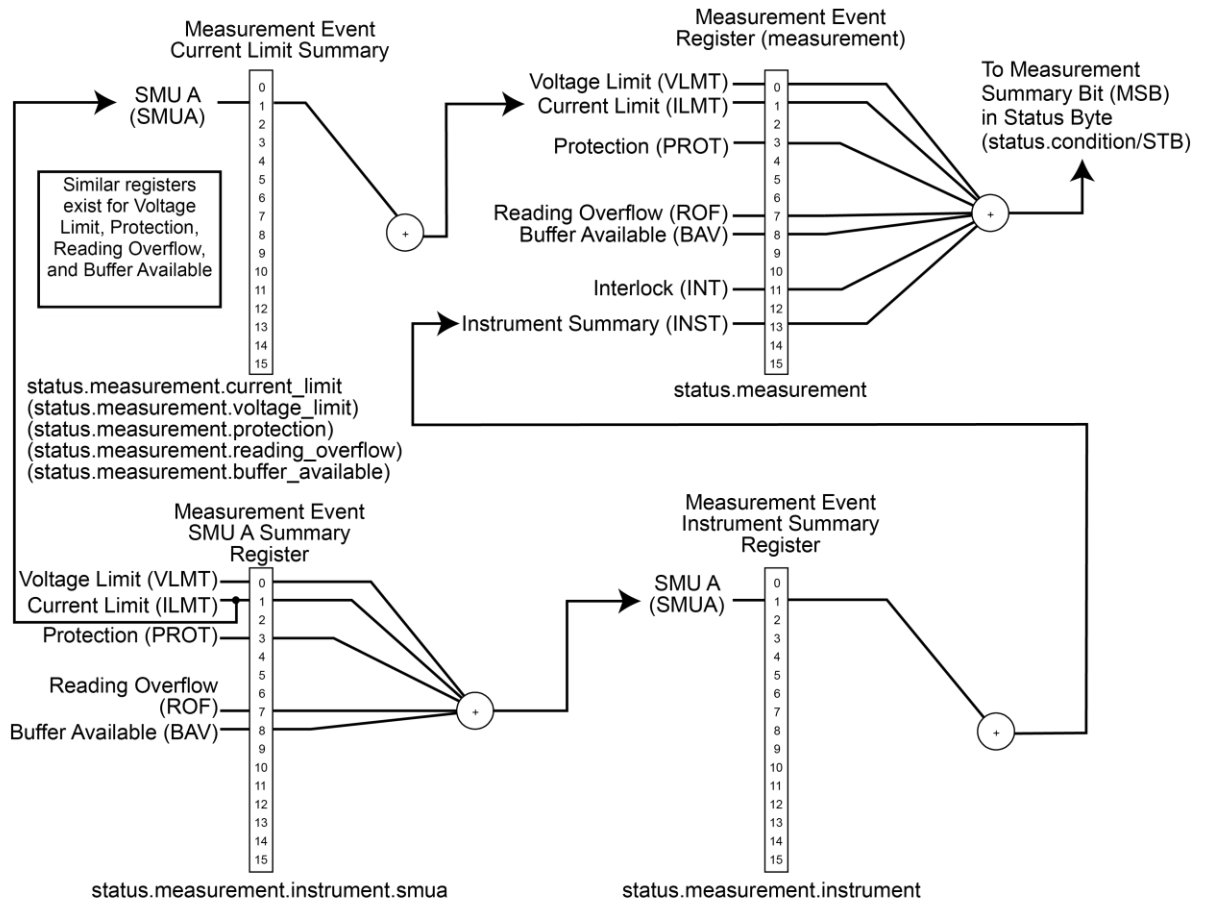 Measurement Event
Current Limit Summary
0
1
2
3
4
5
6
7
8
9
10
11
12
13
14
15
SMU A
(SMUA)
Similar registers
exist for Voltage
Limit, Protection,
Reading Overflow,
and Buffer Available
+
status.measurement.current_limit
(status.measurement.voltage_limit)
(status.measurement.protection)
(status.measurement.reading_overflow)
(status.measurement.buffer_available)
Measurement Event
Register (measurement)
Voltage Limit (VLMT)
Current Limit (ILMT)
Protection (PROT)
Reading Overflow (ROF)
Buffer Available (BAV)
Interlock (INT)
Instrument Summary (INST)
0
1
2
3
4
5
6
7
8
9
10
11
12
13
14
15
+
To Measurement
Summary Bit (MSB)
in Status Byte
(status.condition/STB)
status.measurement
Measurement Event
SMU A Summary
Register
Voltage Limit (VLMT)
Current Limit (ILMT)
Protection (PROT)
Reading Overflow
(ROF)
Buffer Available (BAV)
0
1
2
3
4
5
6
7
8
9
10
11
12
13
14
15
+
status.measurement.instrument.smua
Measurement Event
Instrument Summary
Register
SMU A
(SMUA)
0
1
2
3
4
5
6
7
8
9
10
11
12
13
14
15
+
status.measurement.instrument